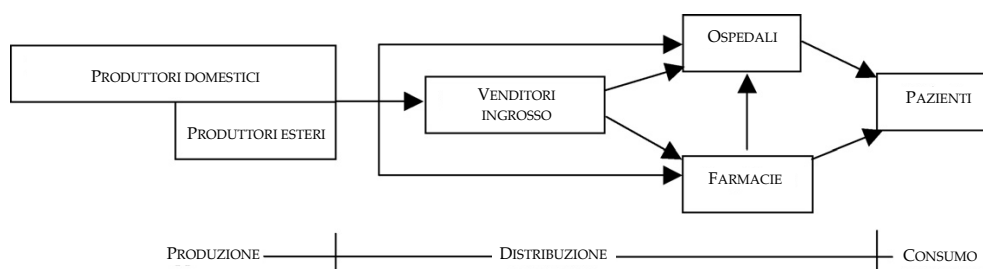 OSPEDALI
PRODUTTORI DOMESTICI
VENDITORI
INGROSSO
PAZIENTI
PRODUTTORI ESTERI
FARMACIE
PRODUZIONE
DISTRIBUZIONE
CONSUMO